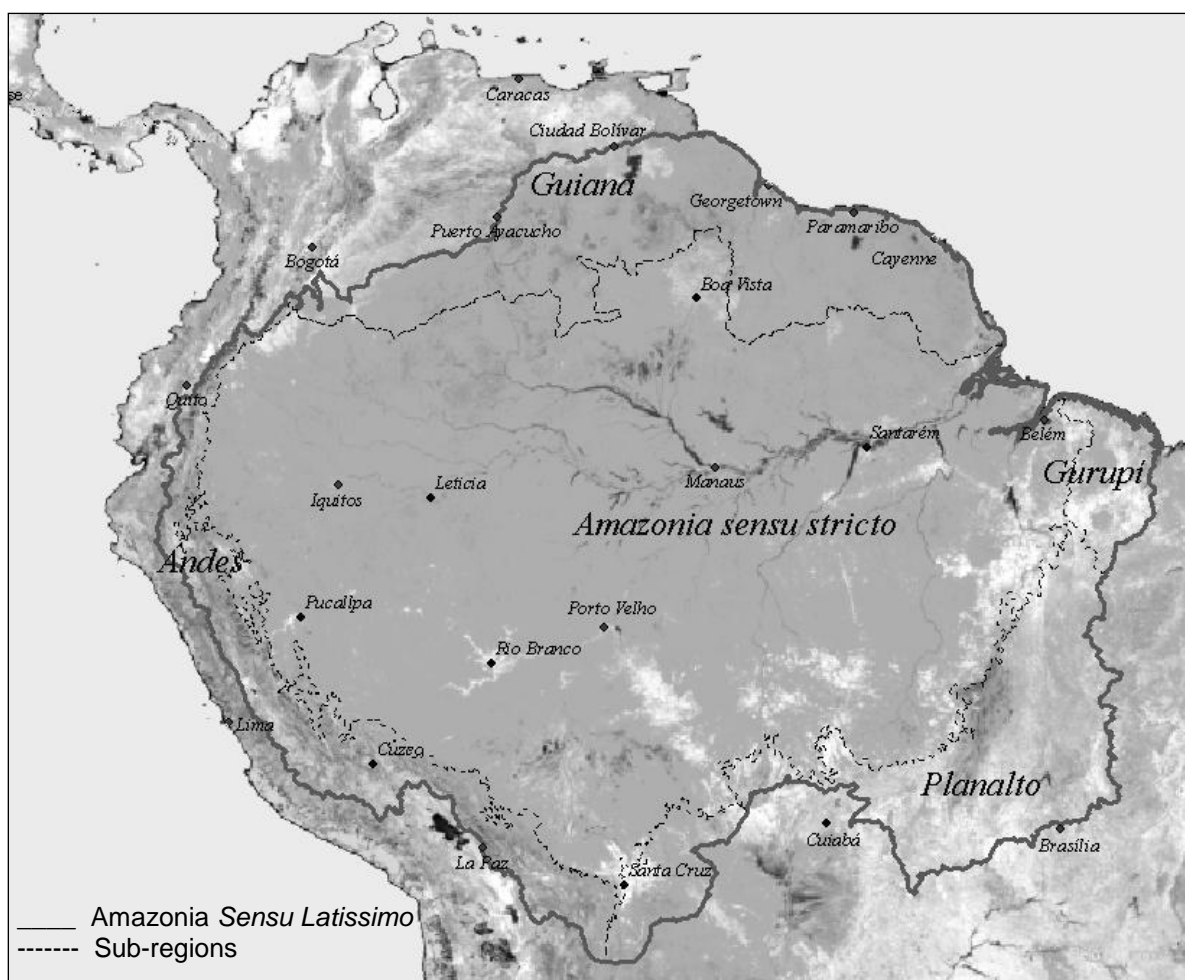 se
Caracas
Ciudad Bolívar
Guiana
Georgetown
Puerto Ayacucho
Paramaribo
Bogotá
Cayenne
Boa Vista
Quito
Santarém
Belém
Gurupí
Manaus
Leticia
Iquitos
Amazonia sensu stricto
Andes
Pucallpa
Porto Velho
Rio Branco
Lima
Cuzco
Planalto
Cuiabá
Brasília
La Paz
Santa Cruz
Amazonia Sensu Latissimo
Sub-regions